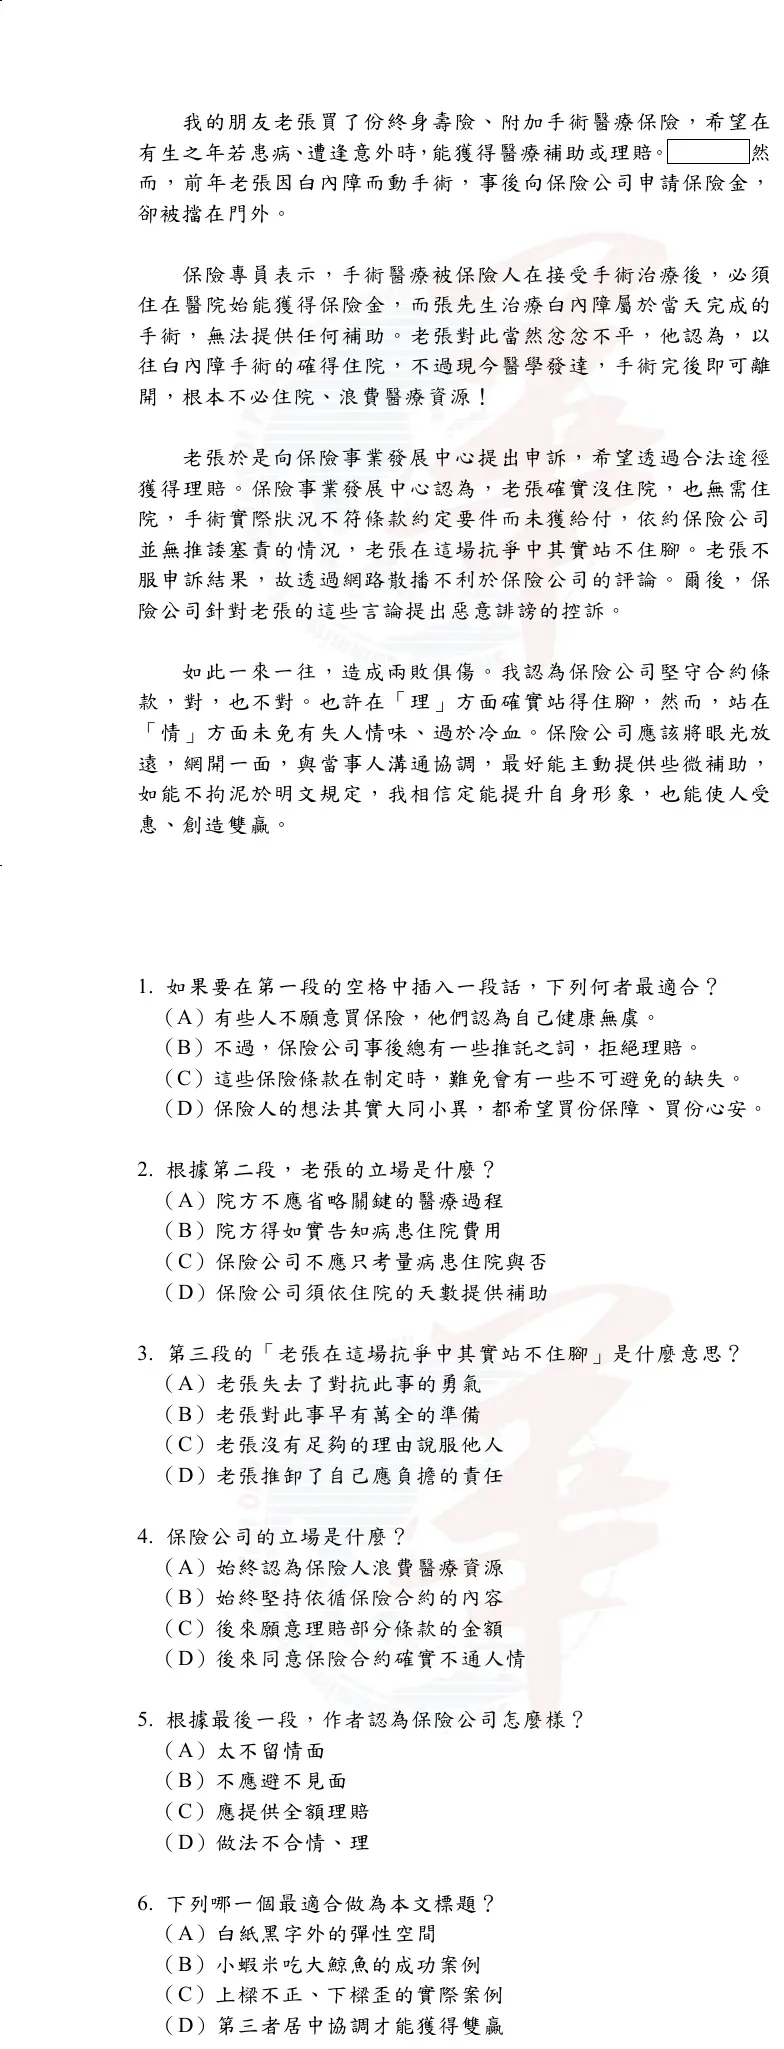 我的朋友老張買了份終身壽險、附加手術醫療保險，希望在
有生之年若患病、遭逢意外時，能獲得醫療補助或理賠。然
而，前年老張因白內障而動手術，事後向保險公司申請保險金，
卻被擋在門外。
保險專員表示，手術醫療被保險人在接受手術治療後，必須
住在醫院始能獲得保險金，而張先生治療白內障屬於當天完成的
手術，無法提供任何補助。老張對此當然忿忿不平，他認為，以
往白內障手術的確得住院，不過現今醫學發達，手術完後即可離
開，根本不必住院、浪費醫療資源！
老張於是向保險事業發展中心提出申訴，希望透過合法途徑
獲得理賠。保險事業發展中心認為，老張確實沒住院，也無需住
院，手術實際狀況不符條款約定要件而未獲給付，依約保險公司
並無推諉塞責的情況，老張在這場抗爭中其實站不住腳。老張不
服申訴結果，故透過網路散播不利於保險公司的評論。爾後，保
險公司針對老張的這些言論提出惡意誹謗的控訴。
如此一來一往，造成兩敗俱傷。我認為保險公司堅守合約條
款，對，也不對。也許在「理」方面確實站得住腳，然而，站在
「情」方面未免有失人情味、過於冷血。保險公司應該將眼光放
遠，網開一面，與當事人溝通協調，最好能主動提供些微補助，
如能不拘泥於明文規定，我相信定能提升自身形象，也能使人受
惠、創造雙贏。
1. 如果要在第一段的空格中插入一段話，下列何者最適合？
（A）有些人不願意買保險，他們認為自己健康無虞。
（B）不過，保險公司事後總有一些推託之詞，拒絕理賠。
（C）這些保險條款在制定時，難免會有一些不可避免的缺失。
（D）保險人的想法其實大同小異，都希望買份保障、買份心安。
2. 根據第二段，老張的立場是什麼？
（A）院方不應省略關鍵的醫療過程
（B）院方得如實告知病患住院費用
（C）保險公司不應只考量病患住院與否
（D）保險公司須依住院的天數提供補助
3. 第三段的「老張在這場抗爭中其實站不住腳」是什麼意思？
（A）老張失去了對抗此事的勇氣
（B）老張對此事早有萬全的準備
（C）老張沒有足夠的理由說服他人
（D）老張推卸了自己應負擔的責任
4. 保險公司的立場是什麼？
（A）始終認為保險人浪費醫療資源
（B）始終堅持依循保險合約的內容
（C）後來願意理賠部分條款的金額
（D）後來同意保險合約確實不通人情
5. 根據最後一段，作者認為保險公司怎麼樣？
（A）太不留情面
（B）不應避不見面
（C）應提供全額理賠
（D）做法不合情、理
6. 下列哪一個最適合做為本文標題？
（A）白紙黑字外的彈性空間
（B）小蝦米吃大鯨魚的成功案例
（C）上樑不正、下樑歪的實際案例
（D）第三者居中協調才能獲得雙贏